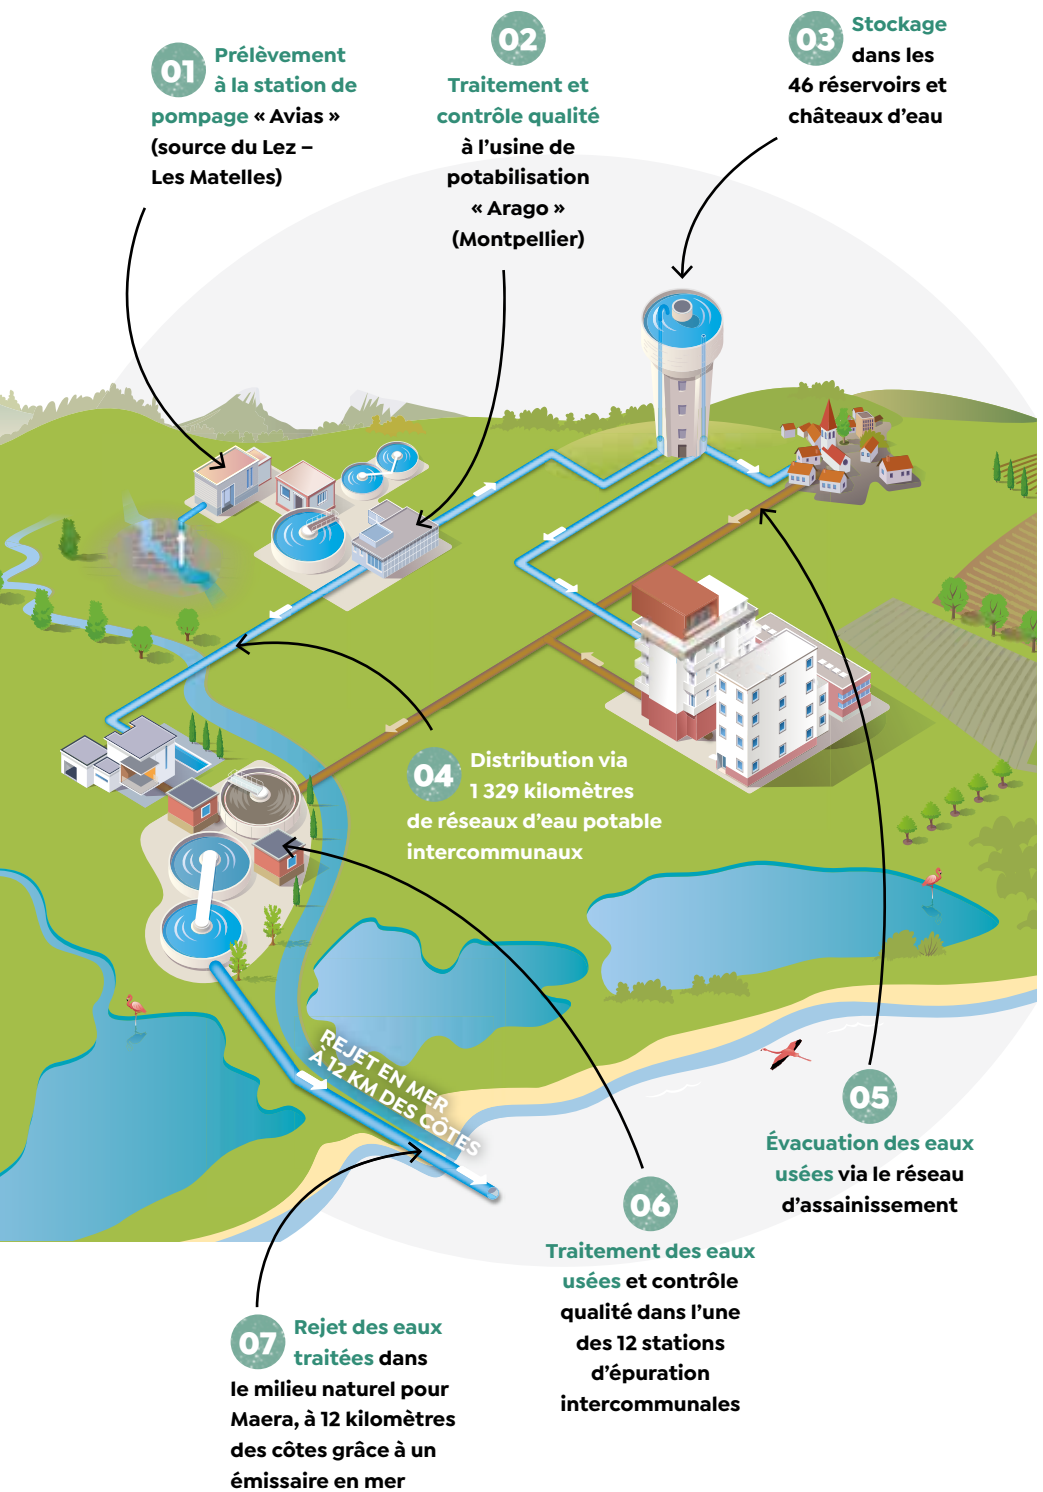 01 Prélèvement
à la station de
pompage « Avias »
(source du Lez –
Les Matelles)
02
Traitement et
contrôle qualité
à l'usine de
potabilisation
« Arago »
(Montpellier)
03 Stockage
dans les
46 réservoirs et
châteaux d'eau
04 Distribution via
1 329 kilomètres
de réseaux d'eau potable
intercommunaux
REJET EN MER
À 12 KM DES CÔTES
05
Évacuation des eaux
usées via le réseau
d'assainissement
06
Traitement des eaux
usées et contrôle
qualité dans l'une
des 12 stations
d'épuration
intercommunales
07 Rejet des eaux
traitées dans
le milieu naturel pour
Maera, à 12 kilomètres
des côtes grâce à un
émissaire en mer